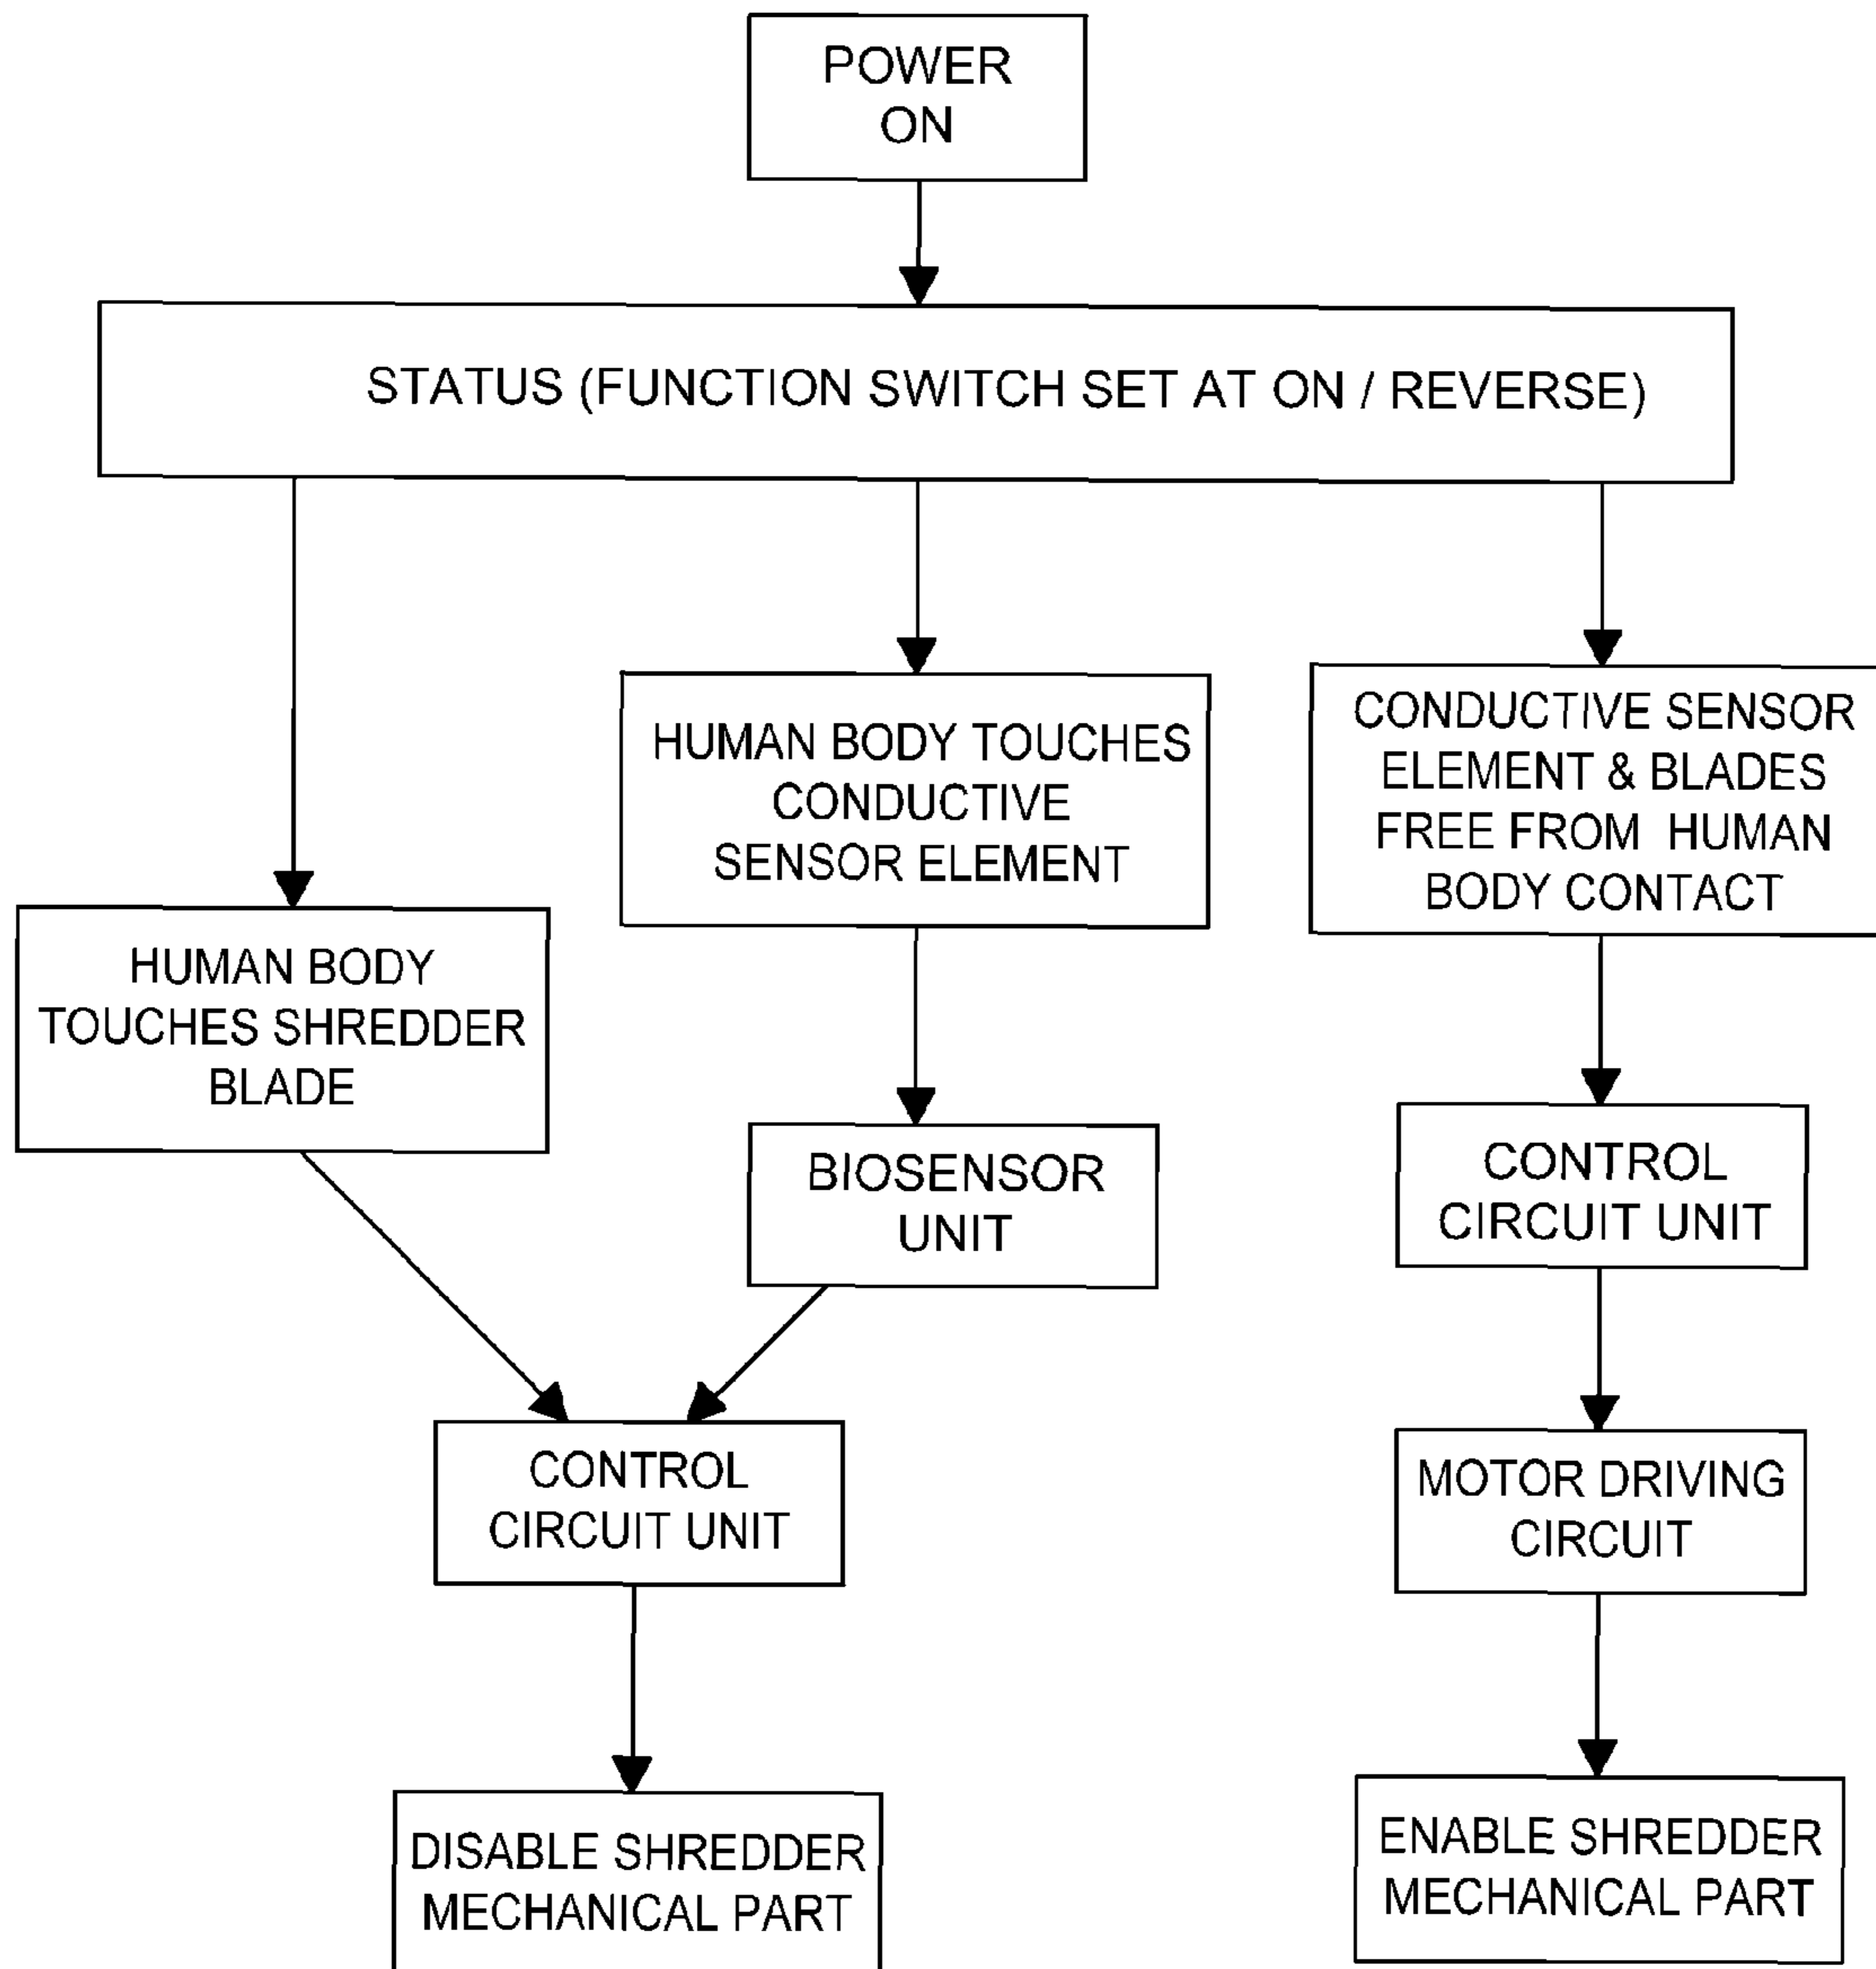 POWER
ON
STATUS (FUNCTION SWITCH SET AT ON / REVERSE)
HUMAN BODY
TOUCHES SHREDDER
BLADE
HUMAN BODY TOUCHES
CONDUCTIVE
SENSOR ELEMENT
CONDUCTIVE SENSOR
ELEMENT & BLADES
FREE FROM HUMAN
BODY CONTACT
BIOSENSOR
UNIT
CONTROL
CIRCUIT UNIT
CONTROL
CIRCUIT UNIT
MOTOR DRIVING
CIRCUIT
DISABLE SHREDDER
MECHANICAL PART
ENABLE SHREDDER
MECHANICAL PART